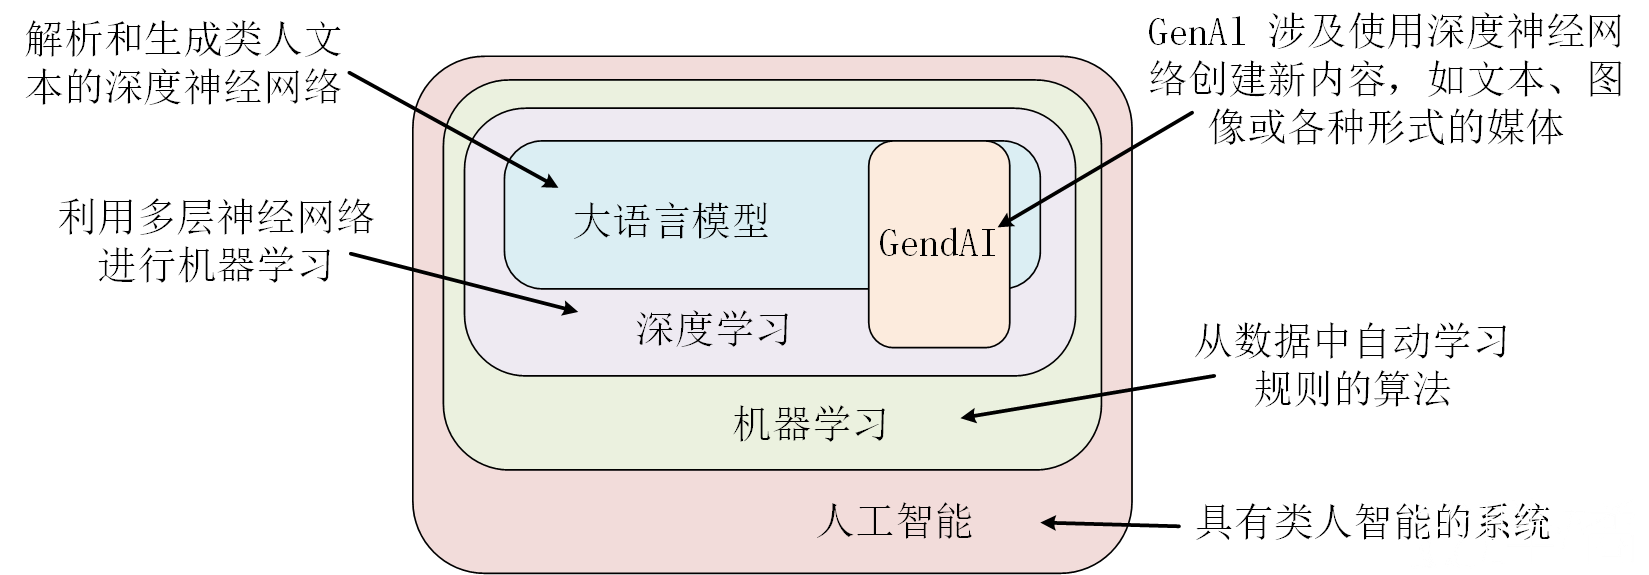 解析和生成类人文
本的深度神经网络
GenAl 涉及使用深度神经网
络创建新内容，如文本、图
像或各种形式的媒体
利用多层神经网络
进行机器学习
大语言模型
GendAI
深度学习
从数据中自动学习
规则的算法
机器学习
人工智能
具有类人智能的系统